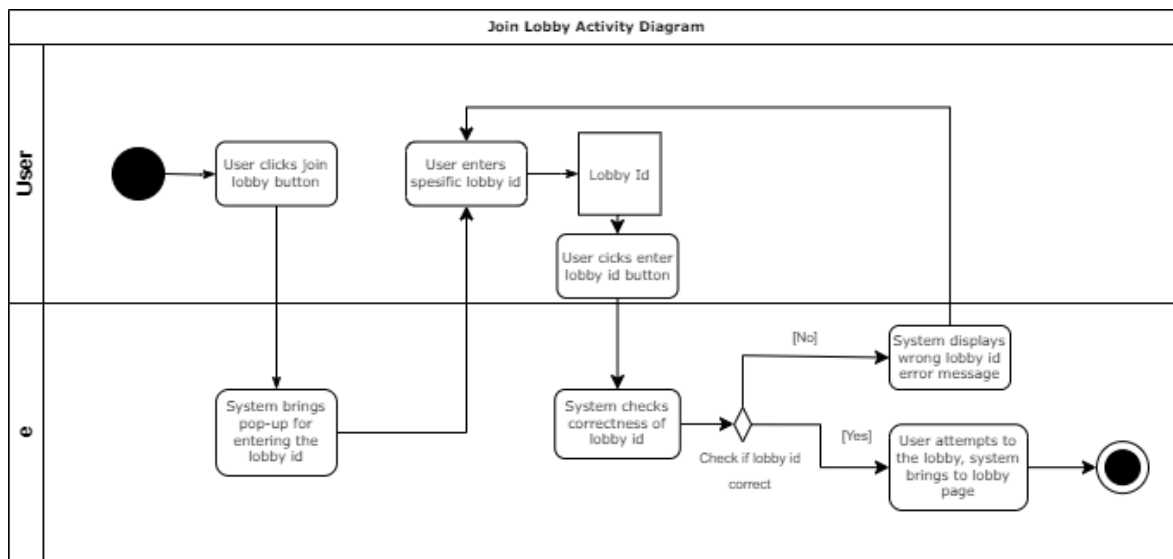 Join Lobby Activity Diagram
User
User clicks join
lobby button
User enters
spesific lobby id
Lobby Id
User cicks enter
lobby id button
e
System brings
pop-up for
entering the
lobby id
System checks
correctness of
lobby id
Check if lobby id
correct
[No]
System displays
wrong lobby id
error message
[Yes]
User attempts to
the lobby, system
brings to lobby
page